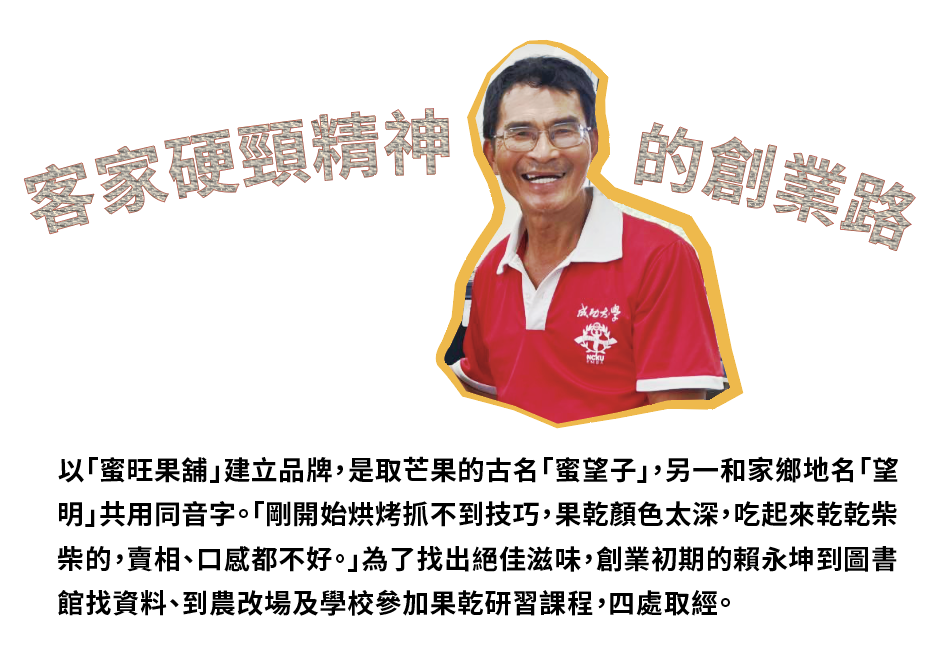 客家硬頸精神
的創業路
成功大學
NCKU
以「蜜旺果舖」建立品牌，是取芒果的古名「蜜望子」，另一和家鄉地名「望
明」共用同音字。「剛開始烘烤抓不到技巧，果乾顏色太深，吃起來乾乾柴
柴的，賣相、口感都不好。」為了找出絕佳滋味，創業初期的賴永坤到圖書
館找資料、到農改場及學校參加果乾研習課程，四處取經。